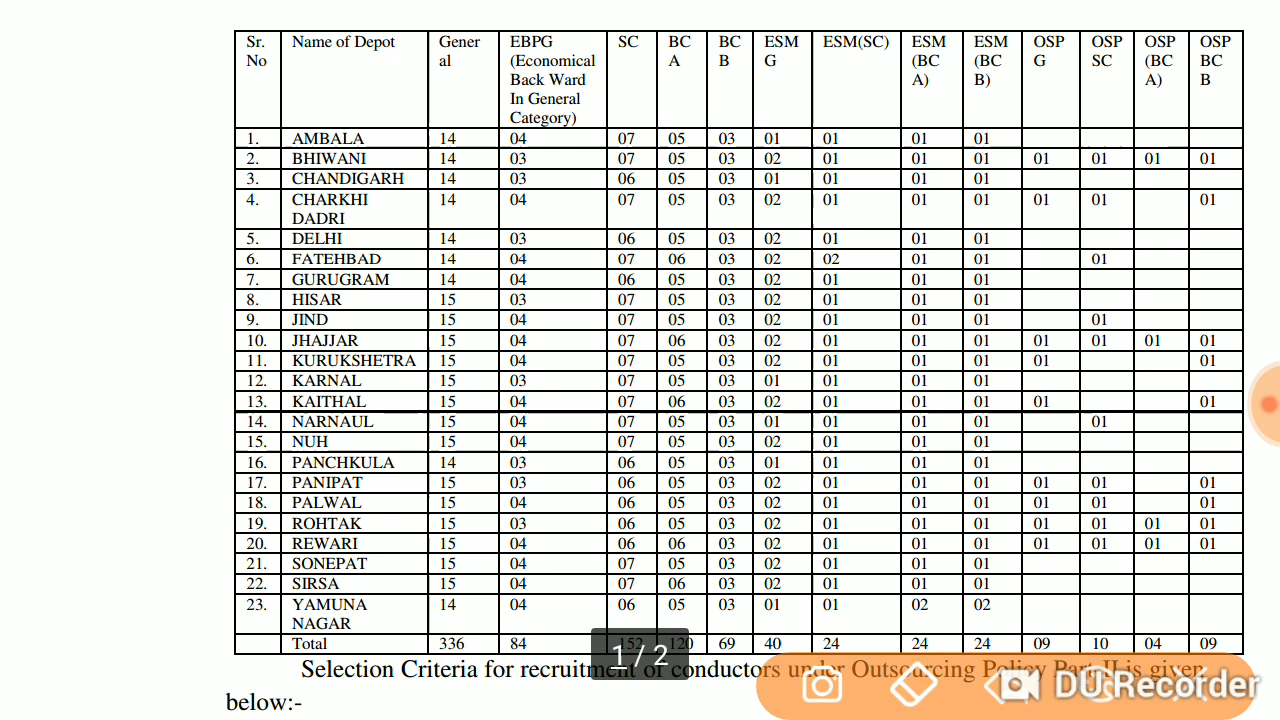 Sr. No Name of Depot Gener al EBPG (Economical Back Ward In General Category) SC BC A BC B ESM G ESM(SC) ESM (BC A) ESM (BC B) OSP G OSP SC OSP (BC A) OSP BC B
1. AMBALA 14 04 07 05 03 01 01 01 01
2. BHIWANI 14 03 07 05 03 02 01 01 01 01 01 01 01
3. CHANDIGARH 14 03 06 05 03 01 01 01 01
4. CHARKHI DADRI 14 04 07 05 03 02 01 01 01 01 01 01
5. DELHI 14 03 06 05 03 02 01 01 01
6. FATEHBAD 14 04 07 06 03 02 02 01 01 01
7. GURUGRAM 14 04 06 05 03 02 01 01 01
8. HISAR 15 03 07 05 03 02 01 01 01
9. JIND 15 04 07 05 03 02 01 01 01 01
10. JHAJJAR 15 04 07 06 03 02 01 01 01 01 01 01 01
11. KURUKSHETRA 15 04 07 05 03 02 01 01 01 01 01
12. KARNAL 15 03 07 05 03 01 01 01 01
13. KAITHAL 15 04 07 06 03 02 01 01 01 01 01
14. NARNAUL 15 04 07 05 03 01 01 01 01 01
15. NUH 15 04 07 05 03 02 01 01 01
16. PANCHKULA 14 03 06 05 03 01 01 01 01
17. PANIPAT 15 03 06 05 03 02 01 01 01 01 01 01
18. PALWAL 15 04 06 05 03 02 01 01 01 01 01 01
19. ROHTAK 15 03 06 05 03 02 01 01 01 01 01 01 01
20. REWARI 15 04 06 06 03 02 01 01 01 01 01 01 01
21. SONEPAT 15 04 07 05 03 02 01 01 01
22. SIRSA 15 04 07 06 03 02 01 01 01
23. YAMUNA NAGAR 14 04 06 05 03 01 01 02 02
Total 336 84 152 120 69 40 24 24 24 09 10 04 09
1 / 2
Selection Criteria for recruitment of conductors under Outsourcing Policy Part II is given
below:-
DU Recorder